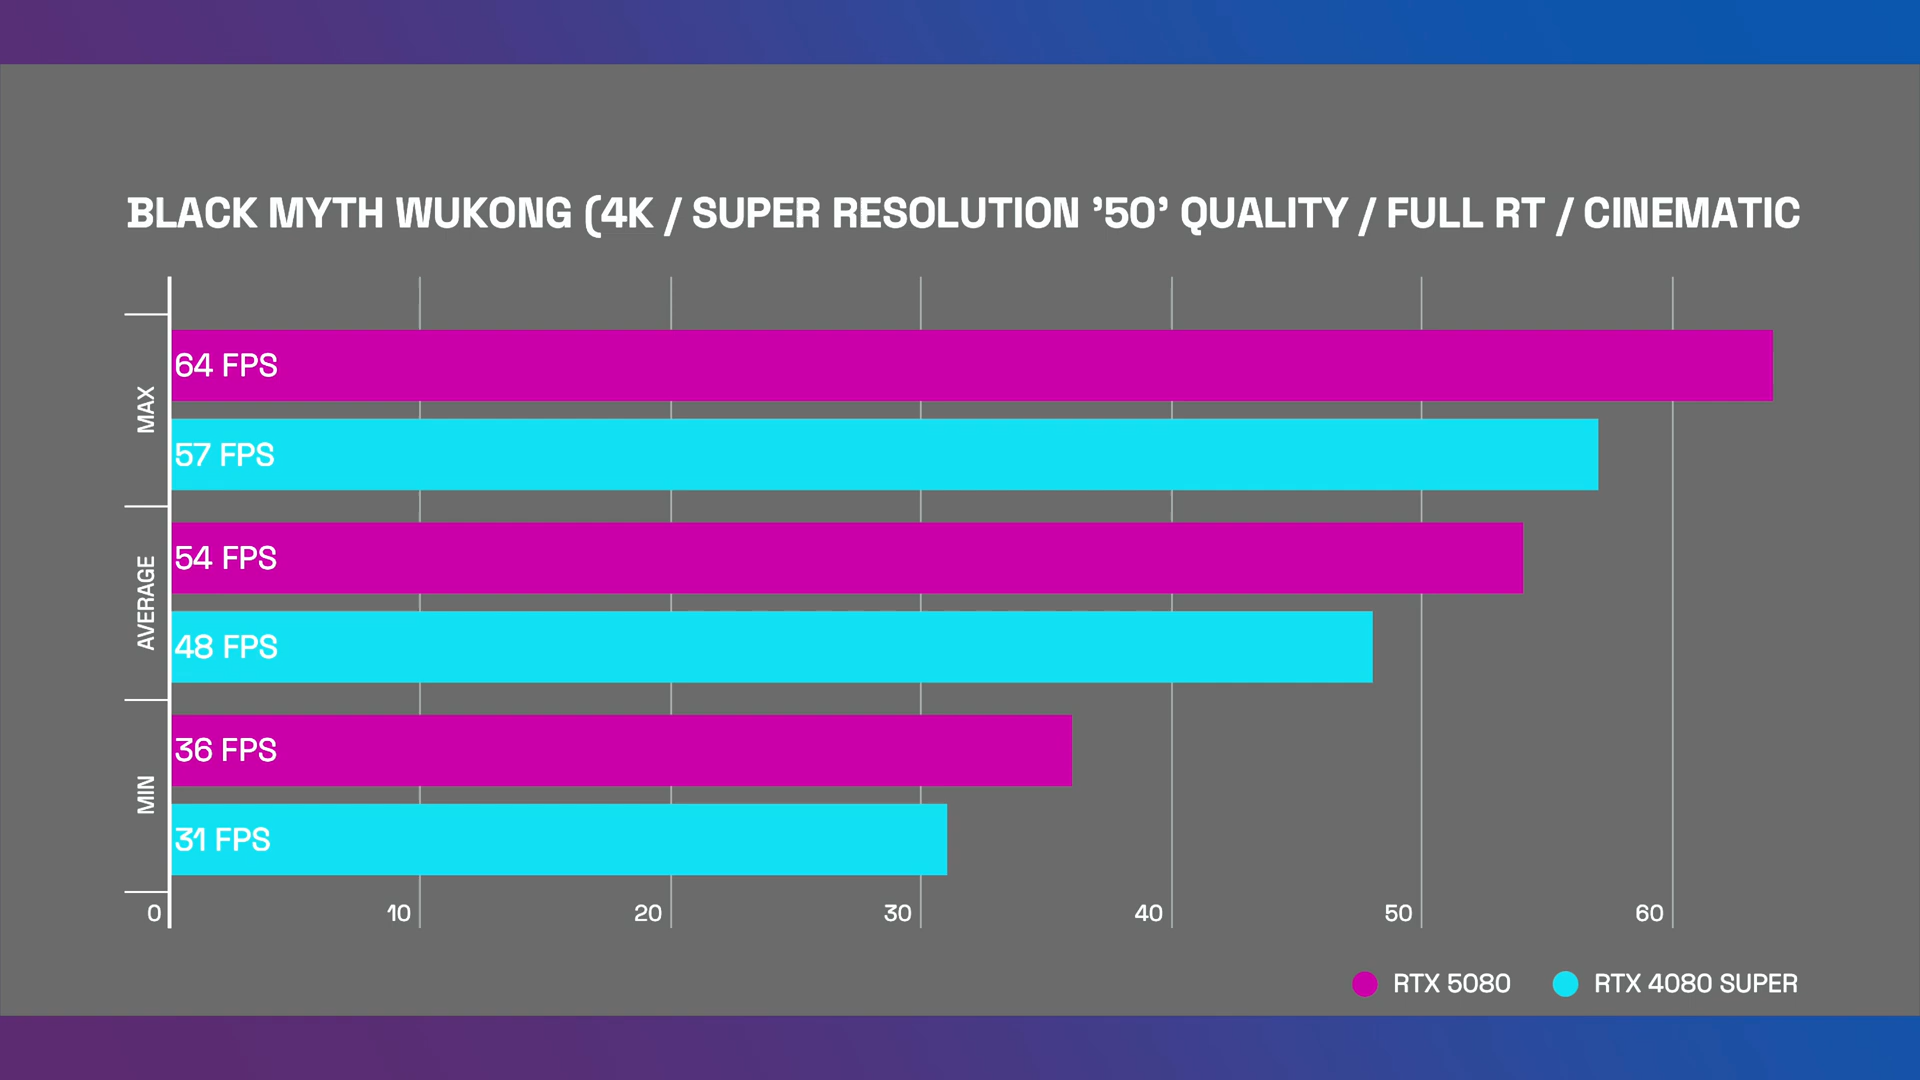 BLACK MYTH WUKONG (4K / SUPER RESOLUTION '50' QUALITY / FULL RT / CINEMATIC
MAX
64 FPS
57 FPS
AVERAGE
54 FPS
48 FPS
MIN
36 FPS
31 FPS
0 10 20 30 40 50 60
RTX 5080 RTX 4080 SUPER